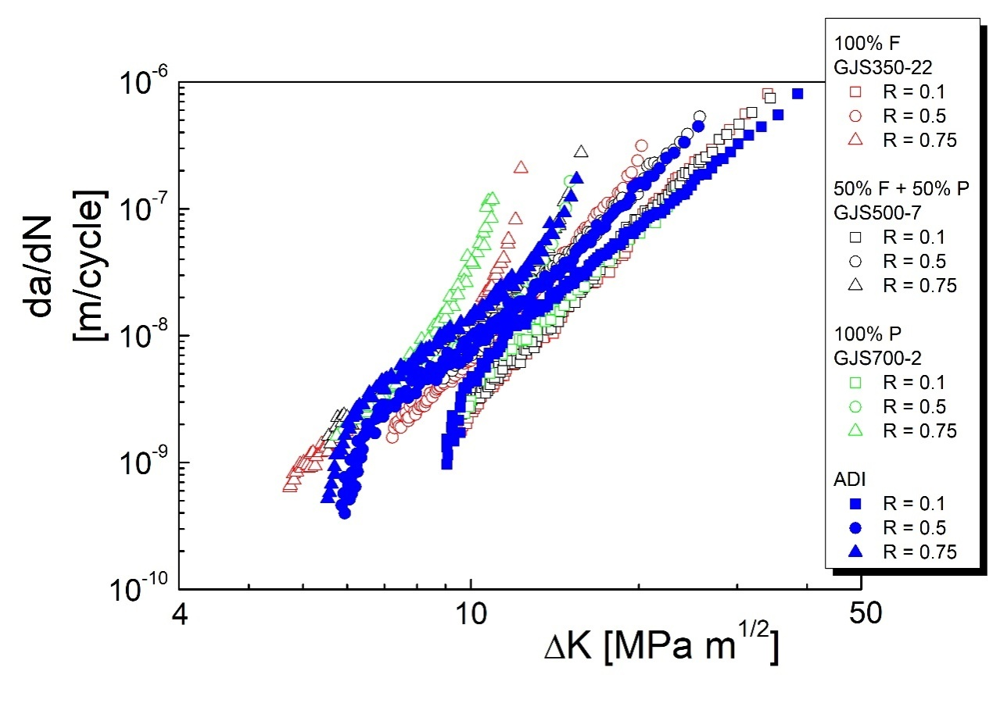 100% F
GJS350-22
R = 0.1
R = 0.5
R = 0.75
50% F + 50% P
GJS500-7
R = 0.1
R = 0.5
R = 0.75
100% P
GJS700-2
R = 0.1
R = 0.5
R = 0.75
ADI
R = 0.1
R = 0.5
R = 0.75
da/dN
[m/cycle]
10⁻⁶
10⁻⁷
10⁻⁸
10⁻⁹
10⁻¹⁰
4
10
50
ΔK [MPa m¹/²]